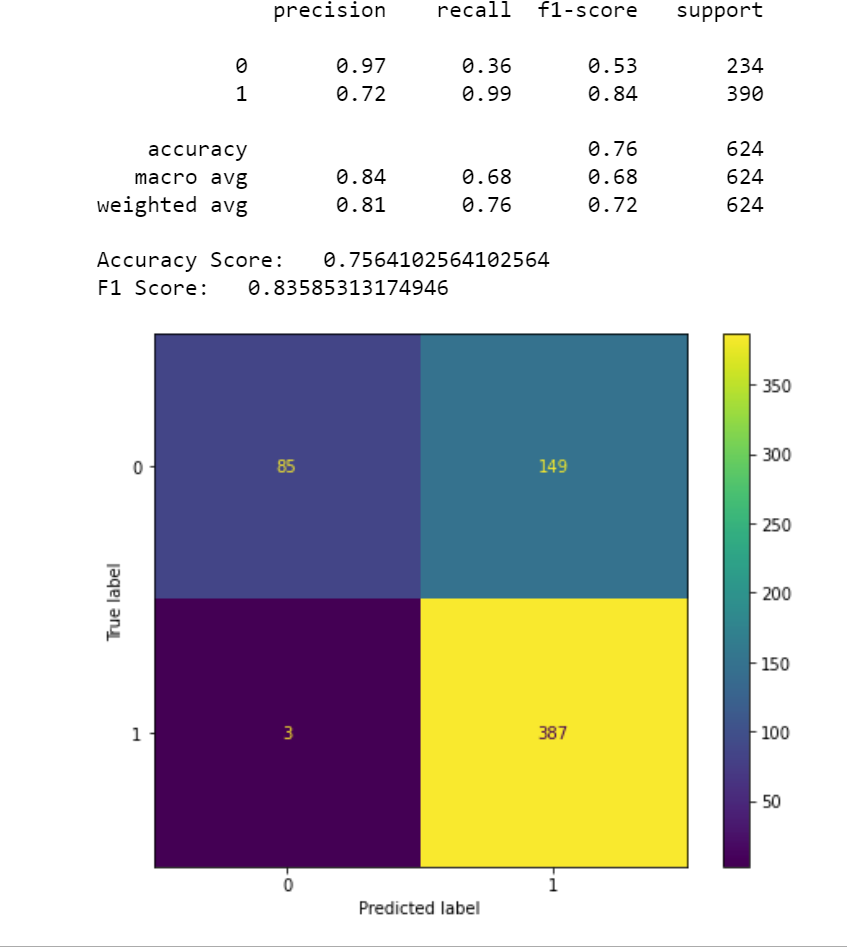 precision recall f1-score support
0 0.97 0.36 0.53 234
1 0.72 0.99 0.84 390
accuracy 0.76 624
macro avg 0.84 0.68 0.68 624
weighted avg 0.81 0.76 0.72 624
Accuracy Score: 0.7564102564102564
F1 Score: 0.83585313174946
350
300
250
200
150
100
50
True label
0
85 149
1
3 387
0 1
Predicted label